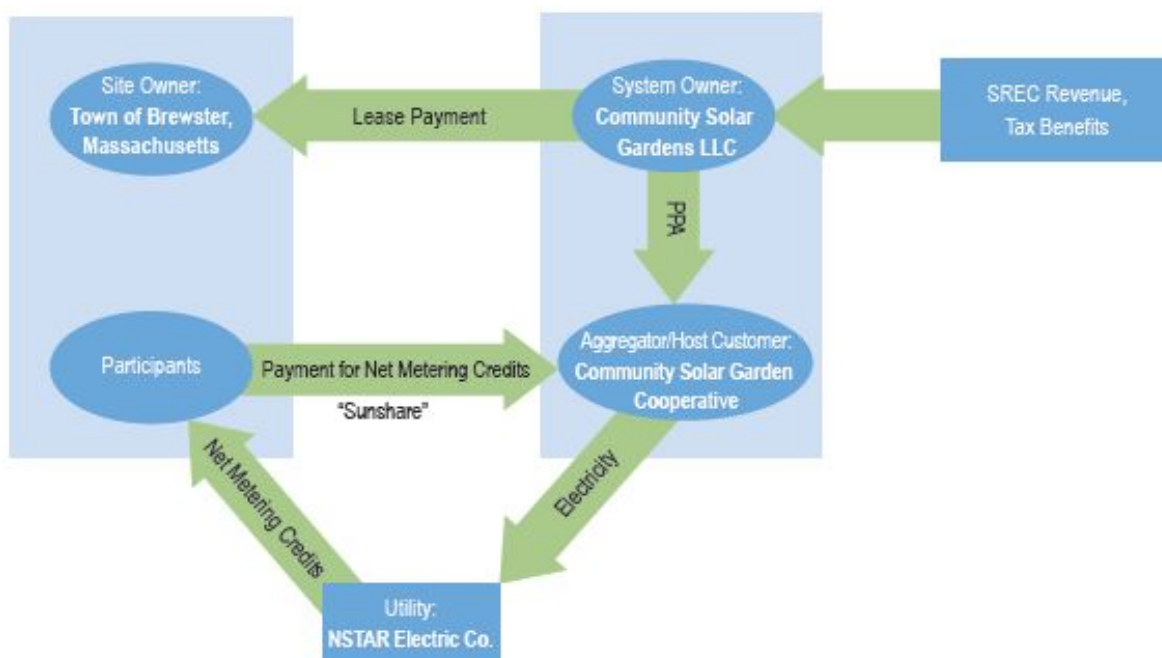 Site Owner:
Town of Brewster,
Massachusetts
Lease Payment
System Owner:
Community Solar
Gardens LLC
SREC Revenue,
Tax Benefits
PPA
Participants
Payment for Net Metering Credits
"Sunshare"
Aggregator/Host Customer:
Community Solar Garden
Cooperative
Net Metering Credits
Electricity
Utility:
NSTAR Electric Co.